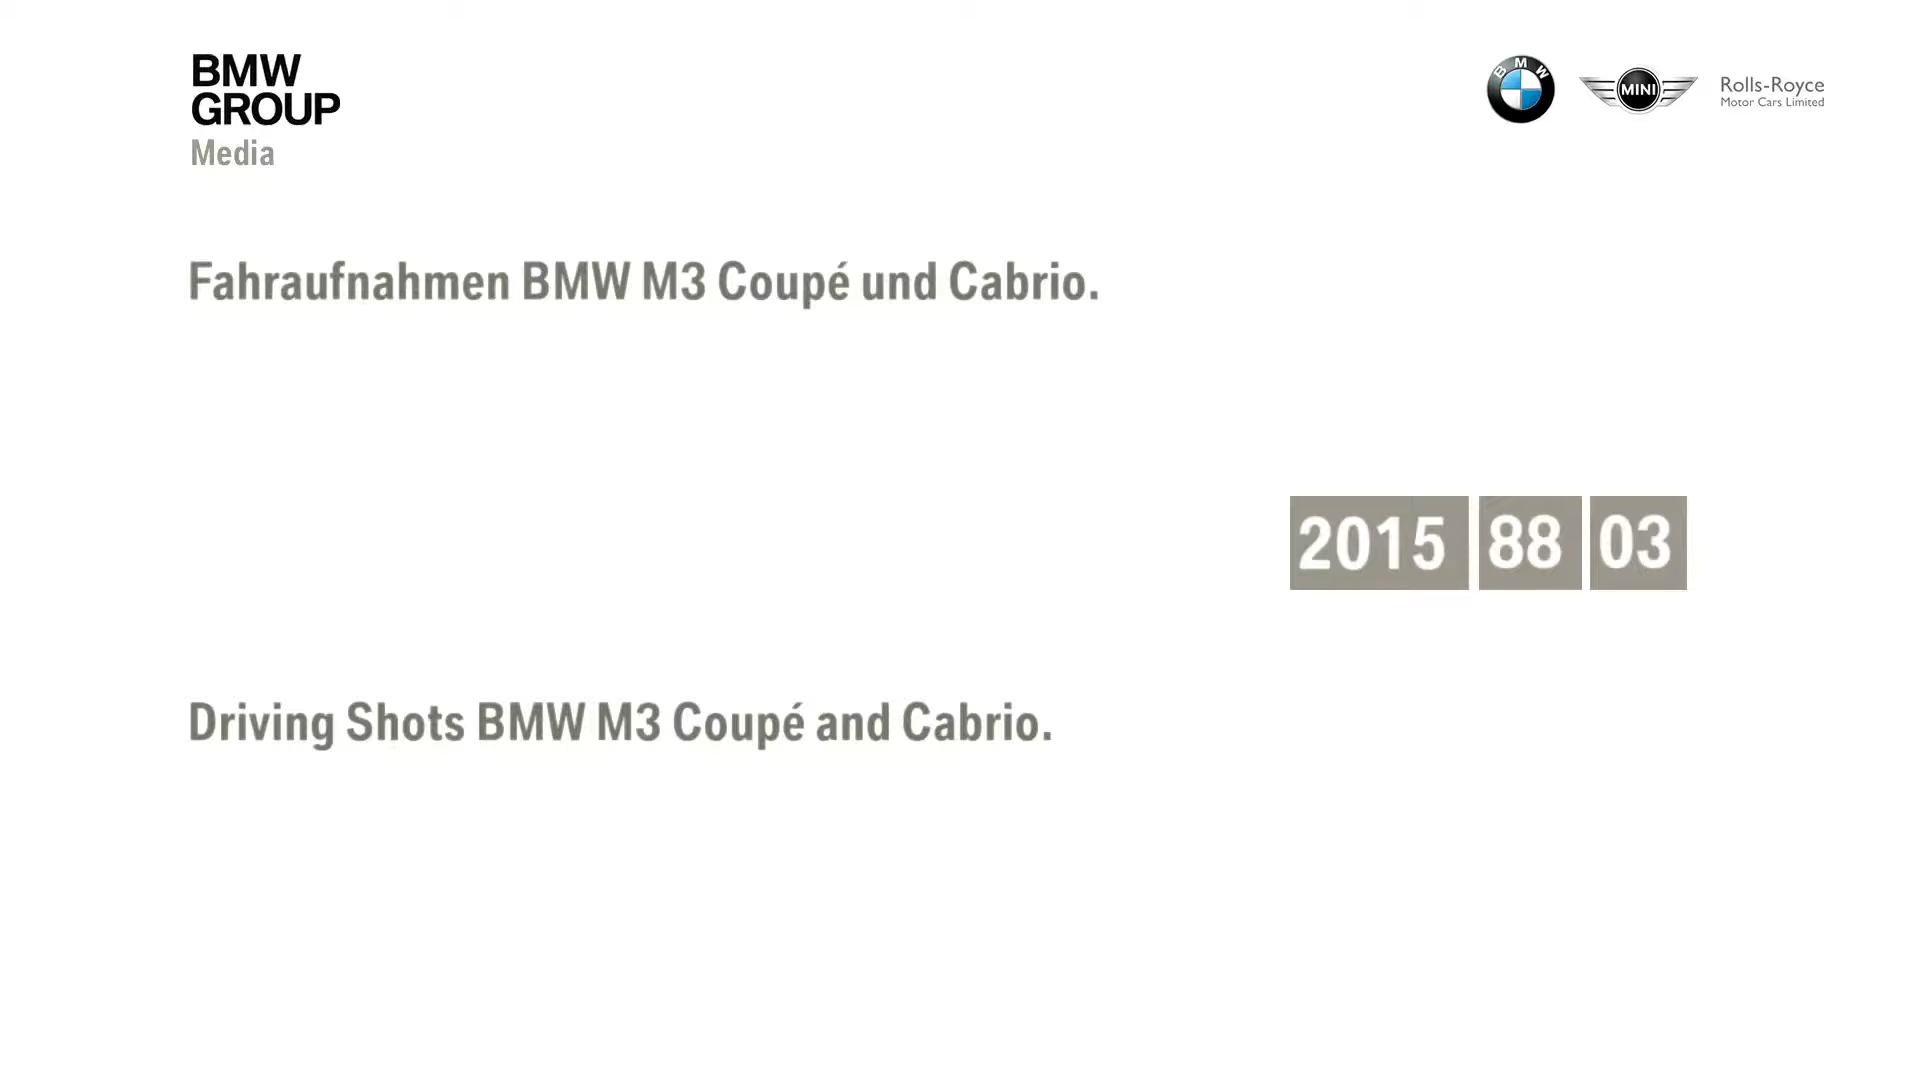 BMW
GROUP
Media
BMW
MINI
Rolls-Royce
Motor Cars Limited
Fahraufnahmen BMW M3 Coupé und Cabrio.
2015 88 03
Driving Shots BMW M3 Coupé and Cabrio.